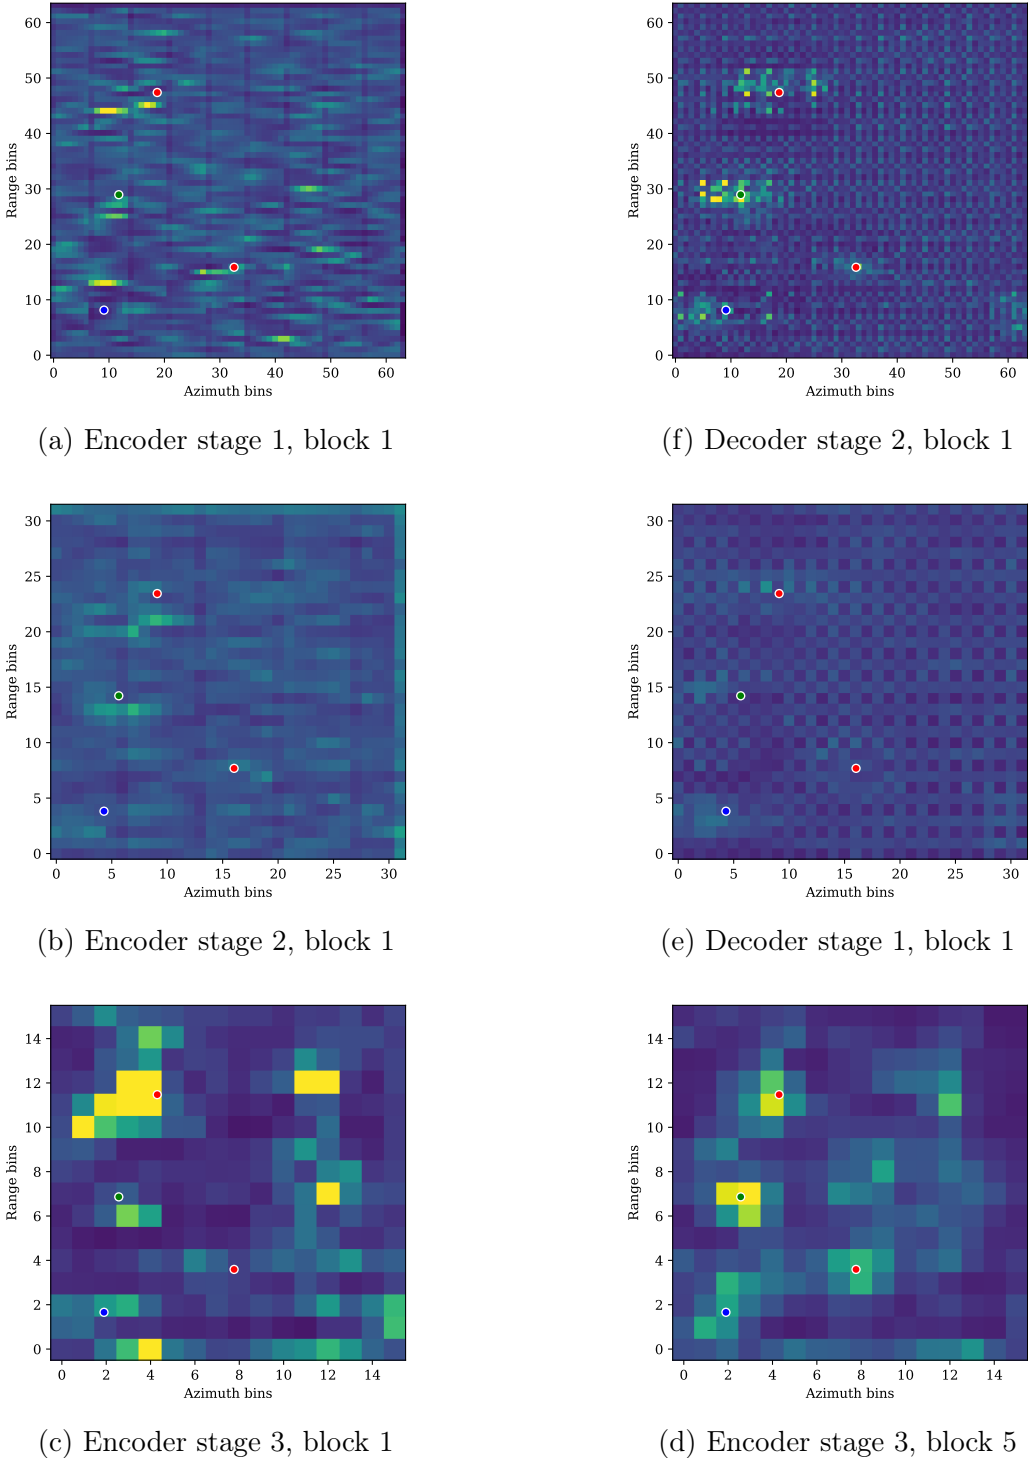 60
50
40
30
20
10
0
Range bins
0 10 20 30 40 50 60
Azimuth bins
(a) Encoder stage 1, block 1
60
50
40
30
20
10
0
Range bins
0 10 20 30 40 50 60
Azimuth bins
(f) Decoder stage 2, block 1
30
25
20
15
10
5
0
Range bins
0 5 10 15 20 25 30
Azimuth bins
(b) Encoder stage 2, block 1
30
25
20
15
10
5
0
Range bins
0 5 10 15 20 25 30
Azimuth bins
(e) Decoder stage 1, block 1
14
12
10
8
6
4
2
0
Range bins
0 2 4 6 8 10 12 14
Azimuth bins
(c) Encoder stage 3, block 1
14
12
10
8
6
4
2
0
Range bins
0 2 4 6 8 10 12 14
Azimuth bins
(d) Encoder stage 3, block 5